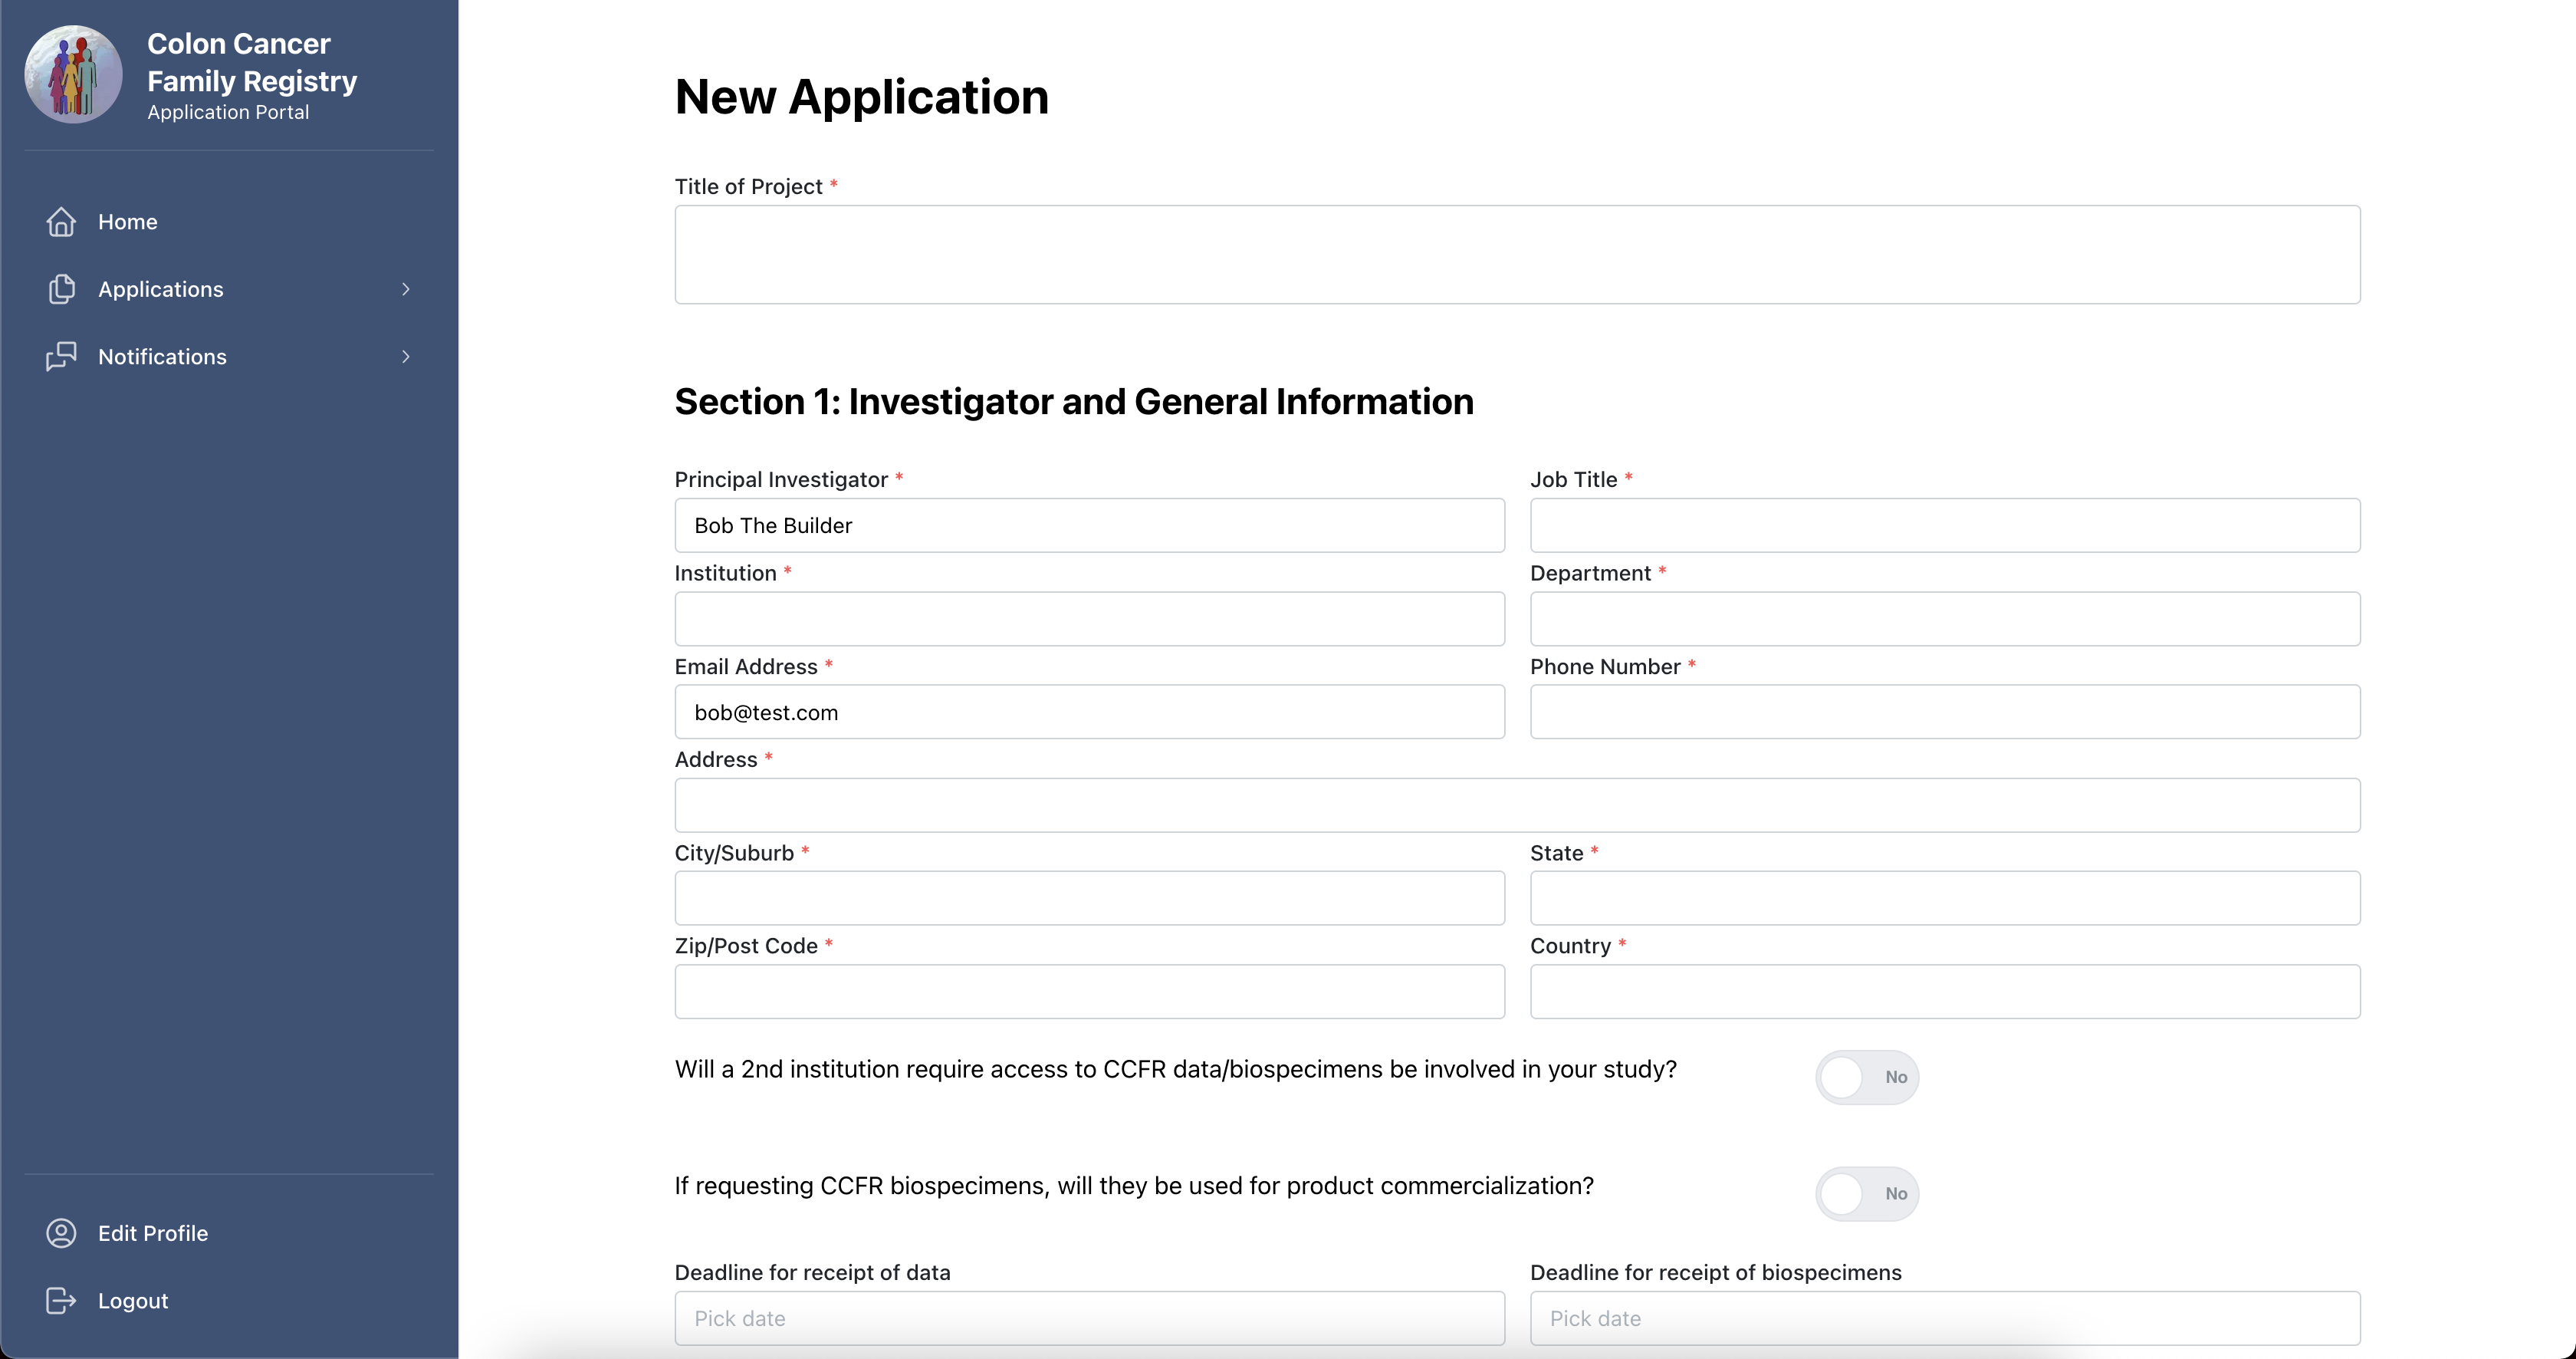 Colon Cancer
Family Registry
Application Portal
Home
Applications
Notifications
Edit Profile
Logout
New Application
Title of Project *
Section 1: Investigator and General Information
Principal Investigator *
Job Title *
Bob The Builder
Institution *
Department *
Email Address *
Phone Number *
bob@test.com
Address *
City/Suburb *
State *
Zip/Post Code *
Country *
Will a 2nd institution require access to CCFR data/biospecimens be involved in your study?
No
If requesting CCFR biospecimens, will they be used for product commercialization?
No
Deadline for receipt of data
Deadline for receipt of biospecimens
Pick date
Pick date